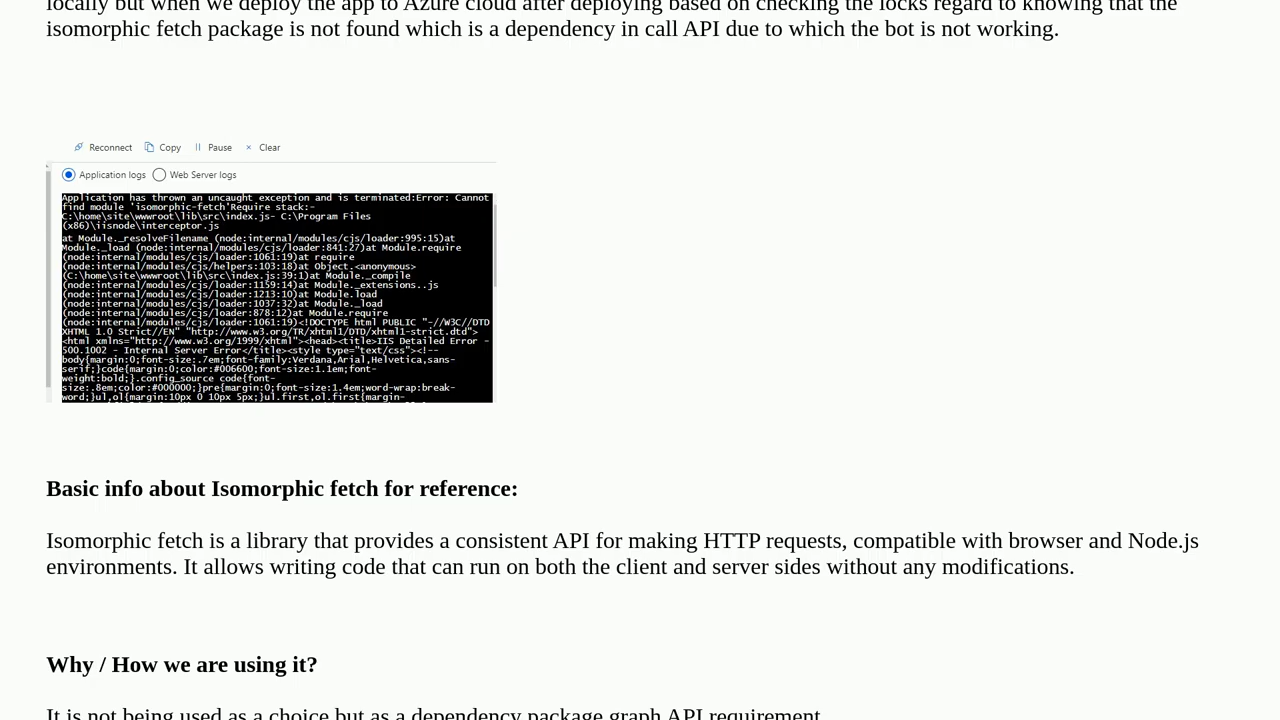 locally but when we deploy the app to Azure cloud after deploying based on checking the locks regard to knowing that the
isomorphic fetch package is not found which is a dependency in call API due to which the bot is not working.
Reconnect Copy Pause Clear
Application logs Web Server logs
Application has thrown an uncaught exception and is terminated:Error: Cannot
find module 'isomorphic-fetch'Require stack:-
C:\home\site\wwwroot\lib\src\index.js- C:\Program Files
(x86)\iisnode\interceptor.js
at Module._resolveFilename (node:internal/modules/cjs/loader:995:15)at
Module._load (node:internal/modules/cjs/loader:841:27)at Module.require
(node:internal/modules/cjs/loader:1061:19)at require
(node:internal/modules/cjs/helpers:103:18)at Object.<anonymous>
(C:\home\site\wwwroot\lib\src\index.js:39:1)at Module._compile
(node:internal/modules/cjs/loader:1159:14)at Module._extensions..js
(node:internal/modules/cjs/loader:1213:10)at Module.load
(node:internal/modules/cjs/loader:1037:32)at Module._load
(node:internal/modules/cjs/loader:878:12)at Module.require
(node:internal/modules/cjs/loader:1061:19)<!DOCTYPE html PUBLIC "-//W3C//DTD
XHTML 1.0 Strict//EN" "http://www.w3.org/TR/xhtml1/DTD/xhtml1-strict.dtd">
<html xmlns="http://www.w3.org/1999/xhtml"><head><title>IIS Detailed Error -
500.1002 - Internal Server Error</title><style type="text/css"><!--
body{margin:0;font-size:.7em;font-family:Verdana,Arial,Helvetica,sans-
serif;}code{margin:0;color:#006600;font-size:1.1em;font-
weight:bold;}.config_source code{font-
size:.8em;color:#000000;}pre{margin:0;font-size:1.4em;word-wrap:break-
word;}ul,ol{margin:10px 0 10px 5px;}ul.first,ol.first{margin-
Basic info about Isomorphic fetch for reference:
Isomorphic fetch is a library that provides a consistent API for making HTTP requests, compatible with browser and Node.js
environments. It allows writing code that can run on both the client and server sides without any modifications.
Why / How we are using it?
It is not being used as a choice but as a dependency package graph API requirement